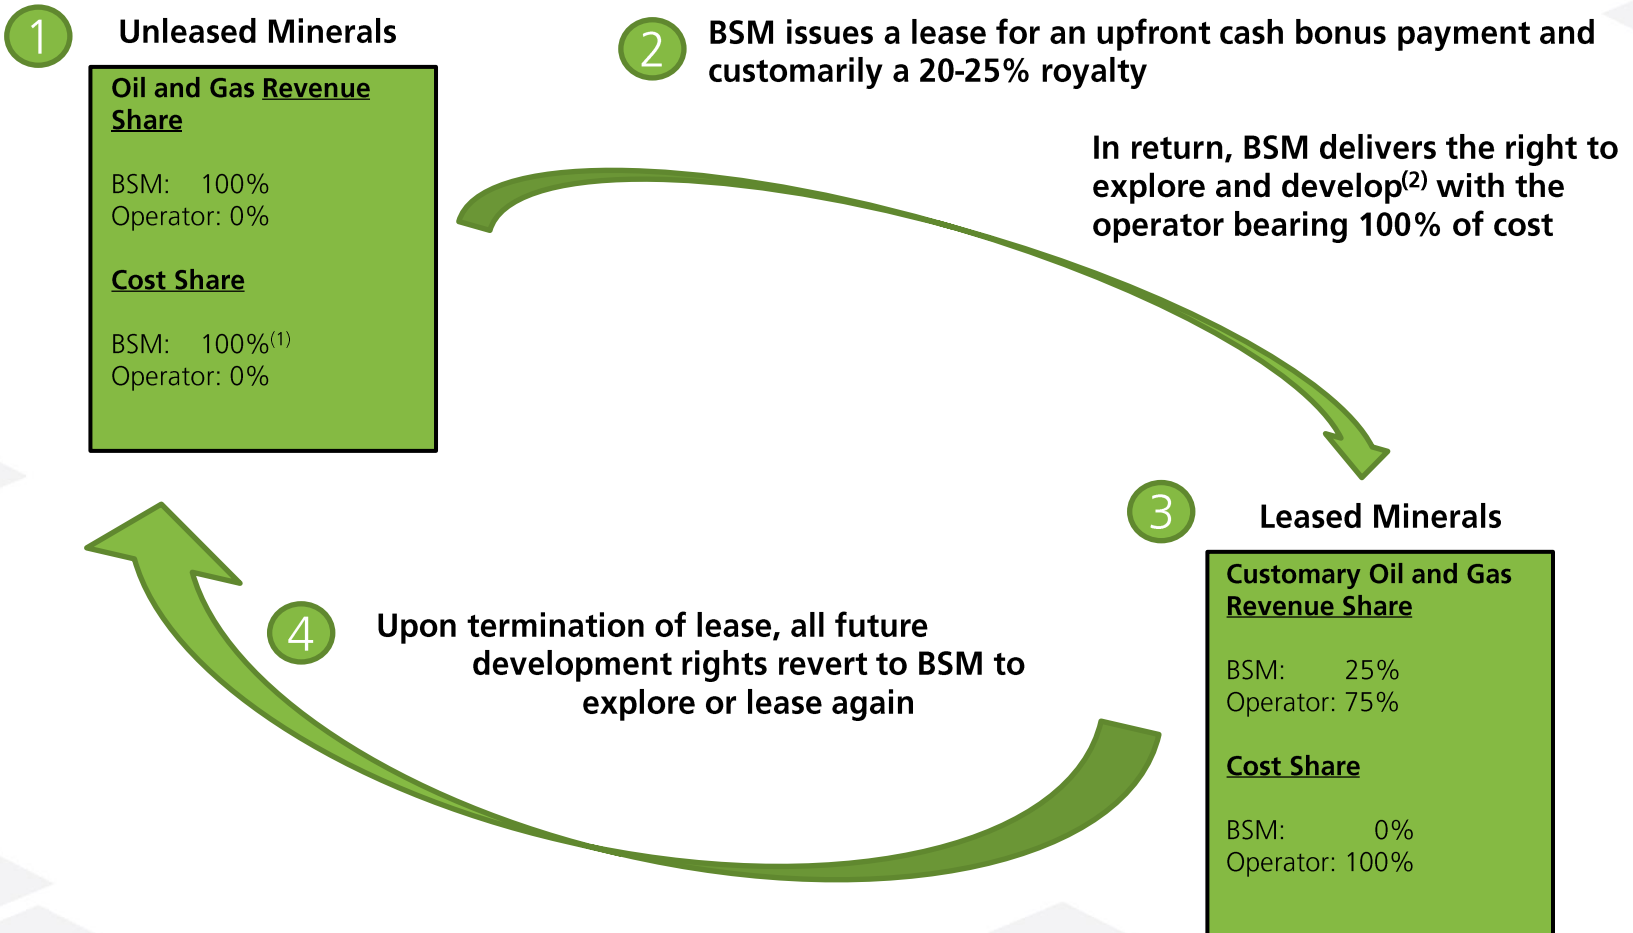 1
Unleased Minerals
Oil and Gas Revenue
Share
BSM: 100%
Operator: 0%
Cost Share
BSM: 100%(1)
Operator: 0%
2
BSM issues a lease for an upfront cash bonus payment and
customarily a 20-25% royalty
In return, BSM delivers the right to
explore and develop(2) with the
operator bearing 100% of cost
3
Leased Minerals
Customary Oil and Gas
Revenue Share
BSM: 25%
Operator: 75%
Cost Share
BSM: 0%
Operator: 100%
4
Upon termination of lease, all future
development rights revert to BSM to
explore or lease again